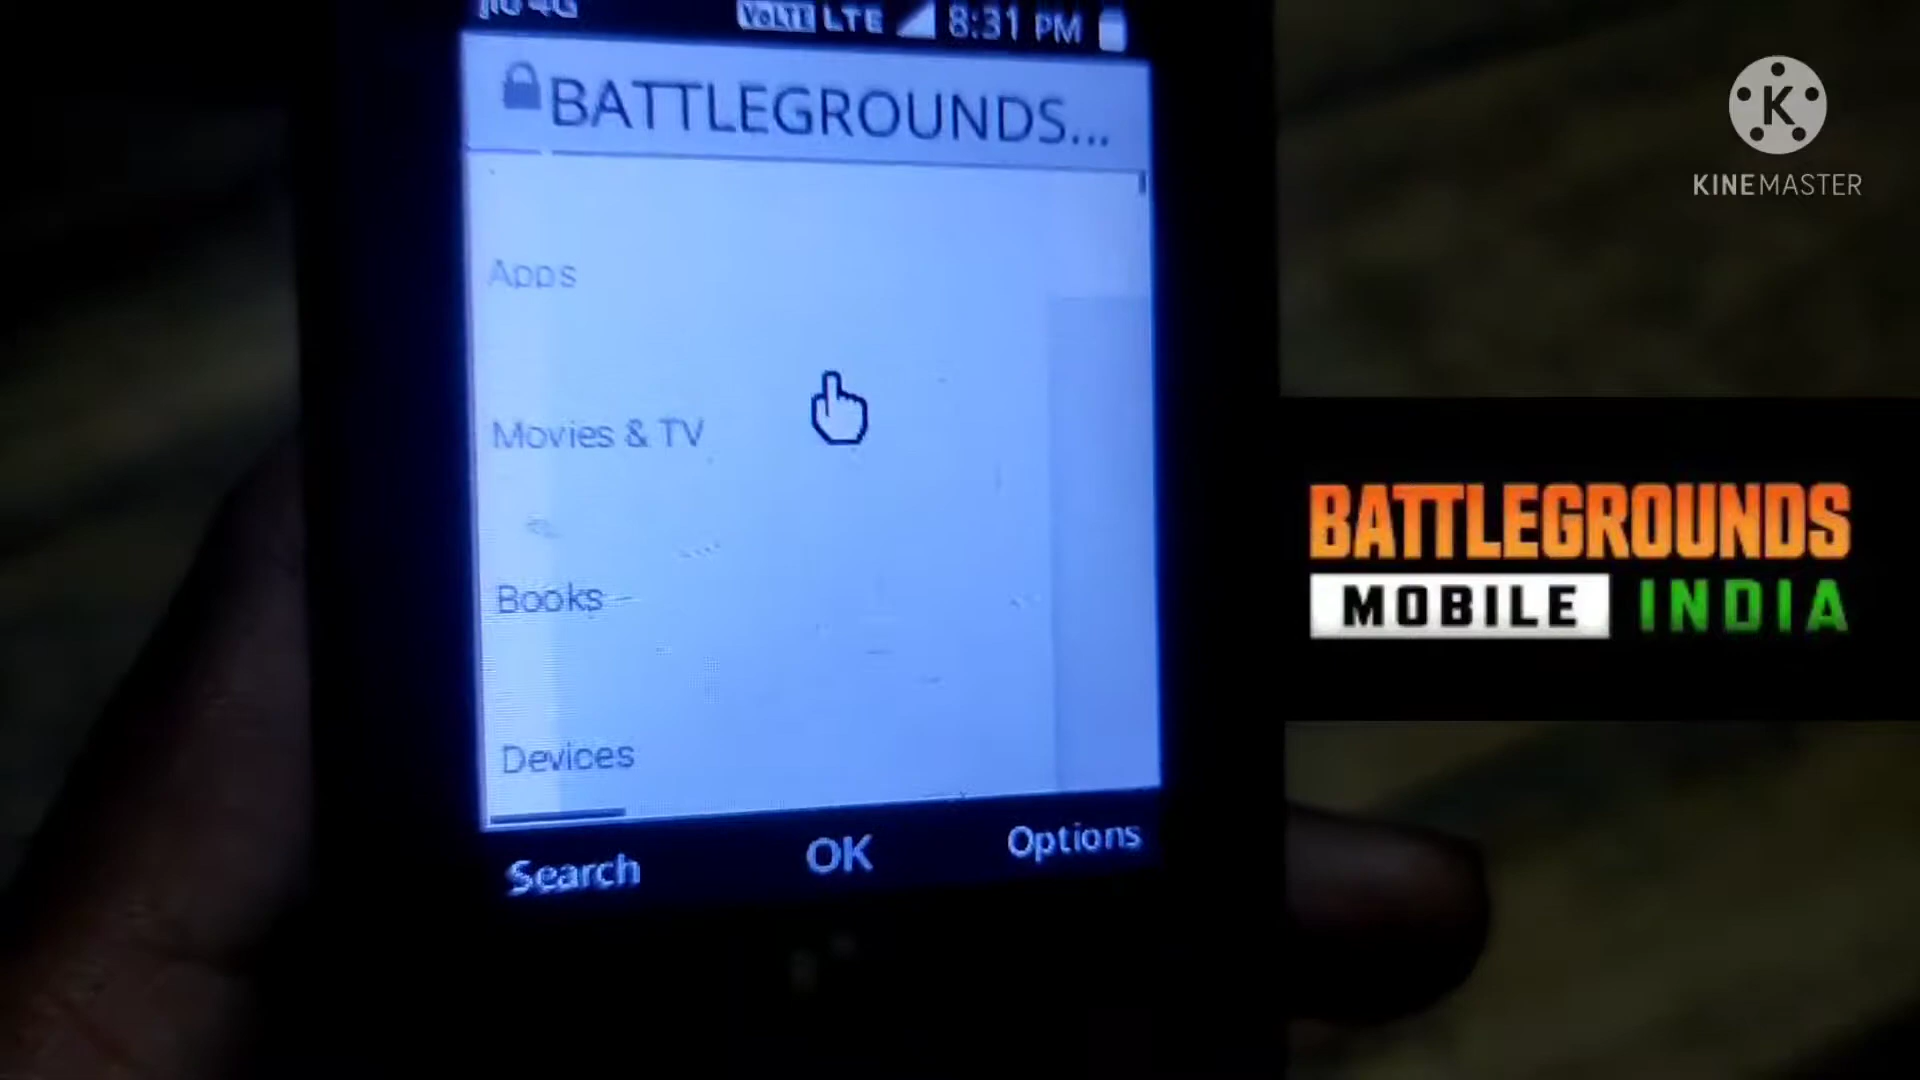 Jio 4G VoLTE LTE 8:31 PM
BATTLEGROUNDS...
Apps
Movies & TV
Books
Devices
Search OK Options
K
KINEMASTER
BATTLEGROUNDS
MOBILE INDIA